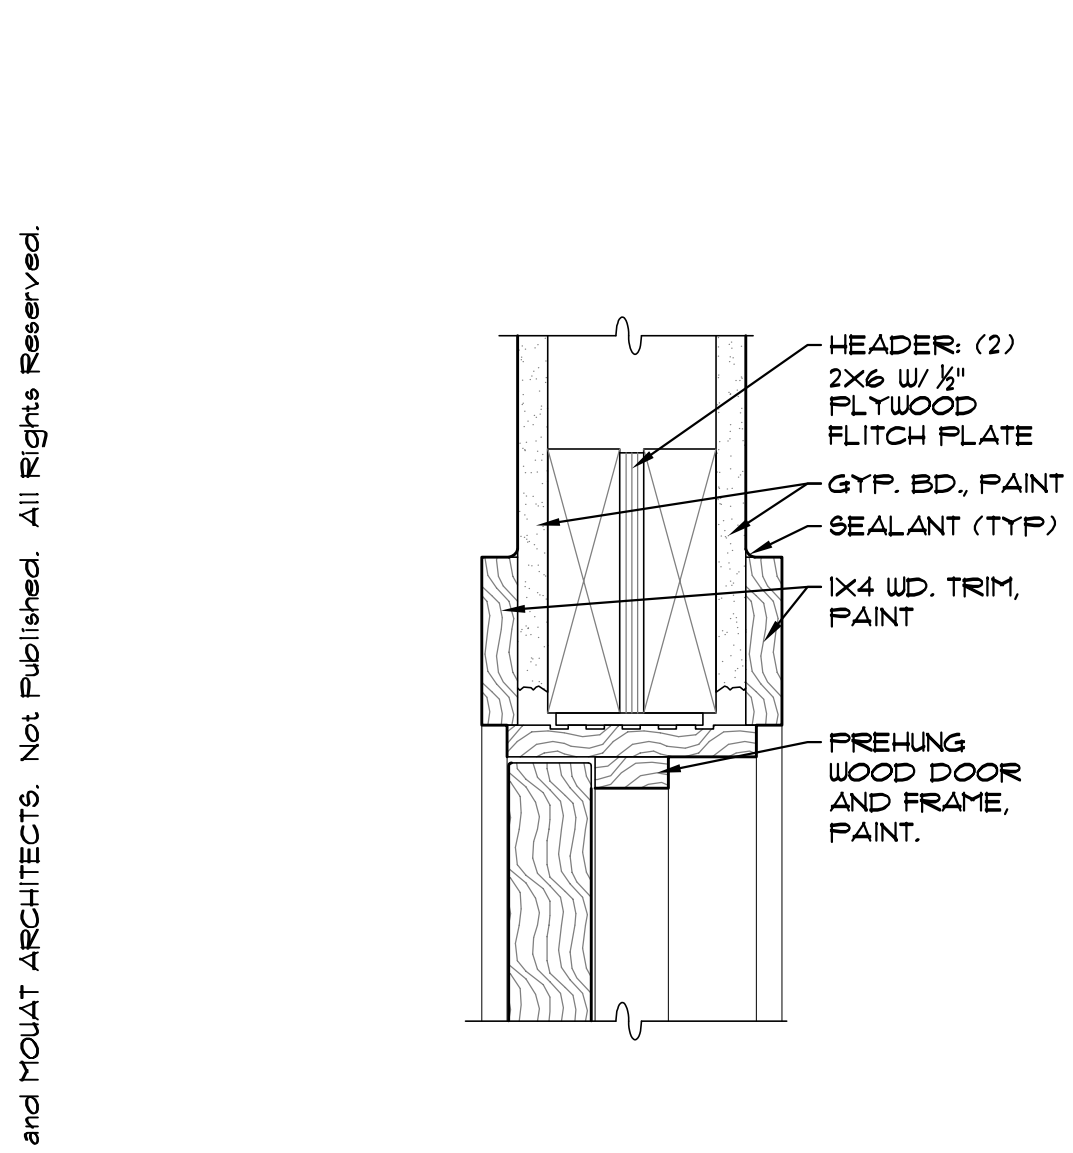 HEADER: (2)
2X6 W/ ½"
PLYWOOD
FLITCH PLATE
GYP. BD., PAINT
SEALANT (TYP)
1X4 WD. TRIM,
PAINT
PREHUNG
WOOD DOOR
AND FRAME,
PAINT.
and MOUAT ARCHITECTS. Not Published. All Rights Reserved.